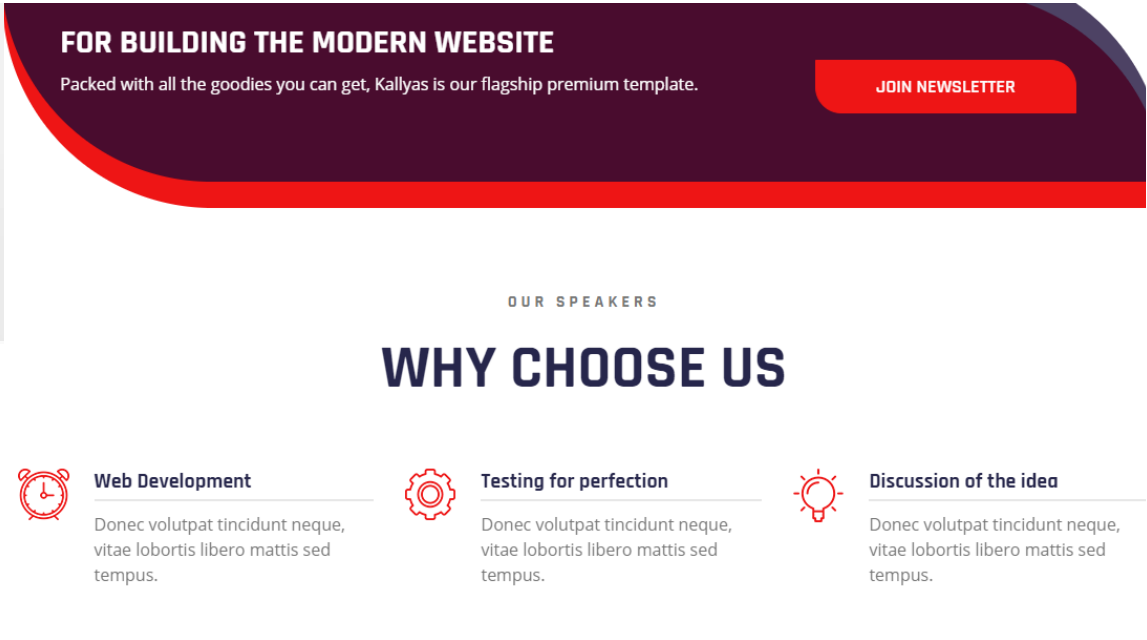 FOR BUILDING THE MODERN WEBSITE
Packed with all the goodies you can get, Kallyas is our flagship premium template.
JOIN NEWSLETTER
OUR SPEAKERS
WHY CHOOSE US
Web Development
Donec volutpat tincidunt neque,
vitae lobortis libero mattis sed
tempus.
Testing for perfection
Donec volutpat tincidunt neque,
vitae lobortis libero mattis sed
tempus.
Discussion of the idea
Donec volutpat tincidunt neque,
vitae lobortis libero mattis sed
tempus.